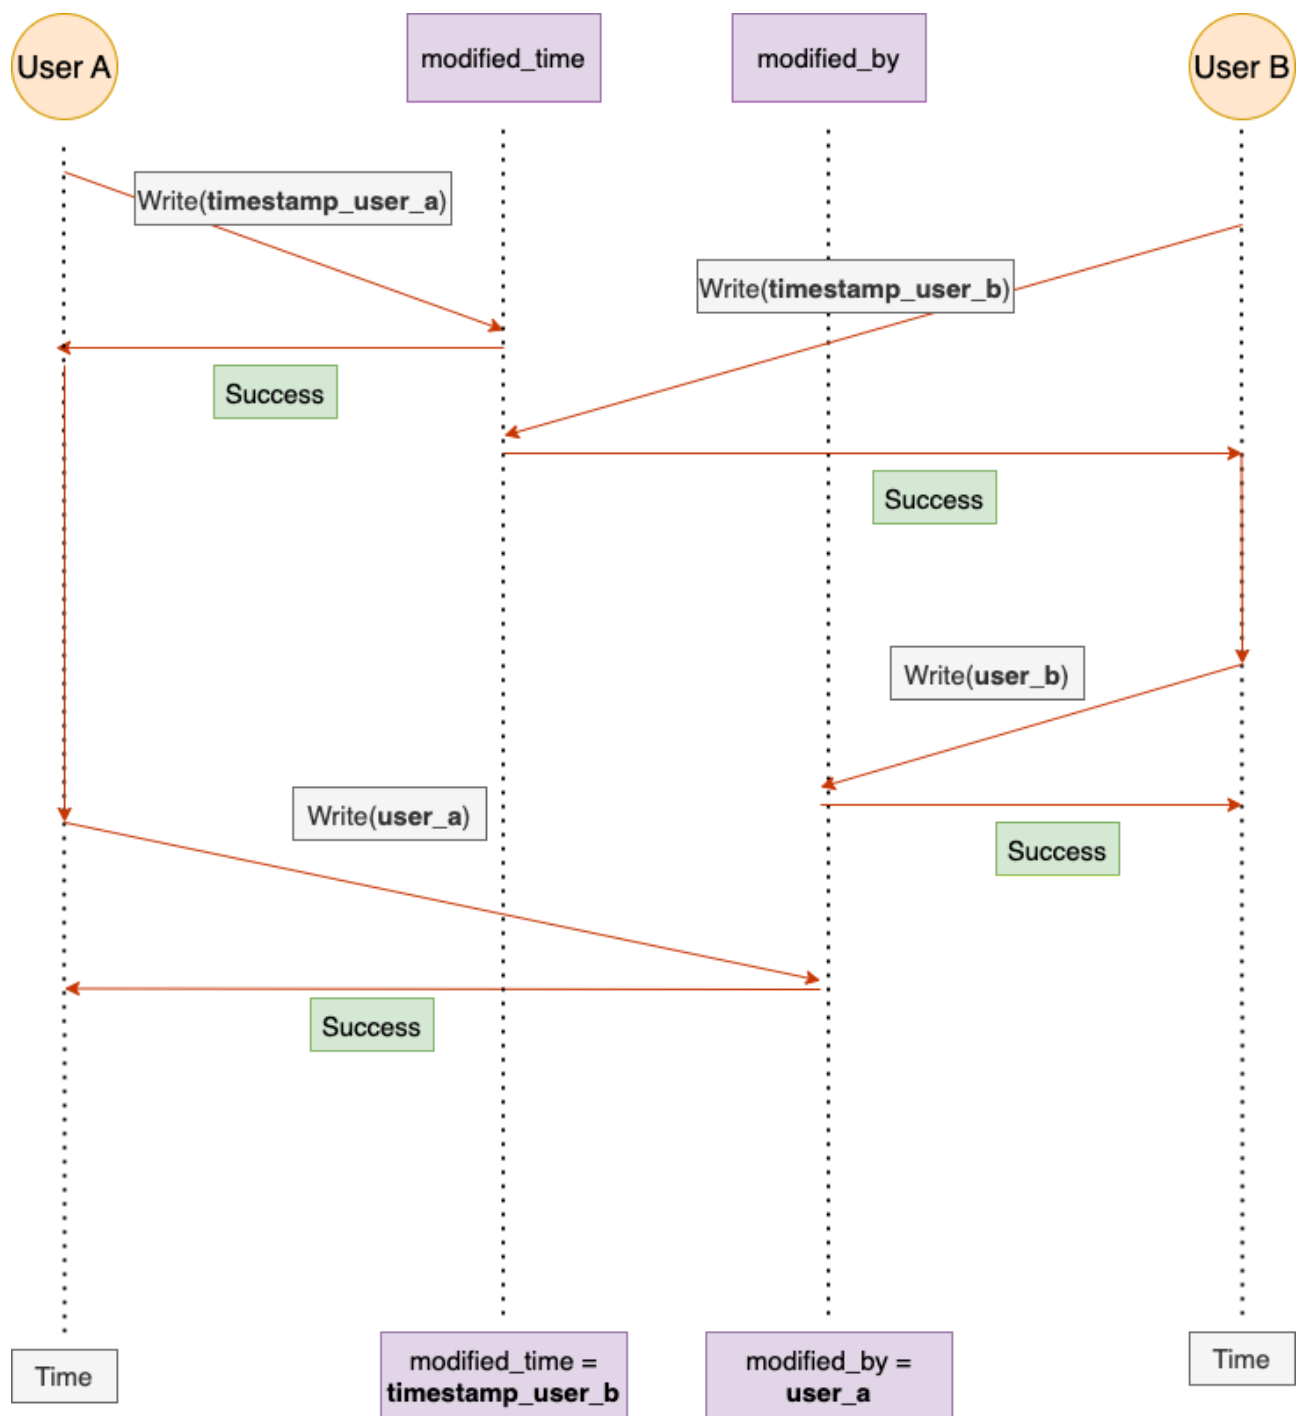 User A
modified_time
modified_by
User B
Write(timestamp_user_a)
Write(timestamp_user_b)
Success
Success
Write(user_b)
Write(user_a)
Success
Success
Time
modified_time =
timestamp_user_b
modified_by =
user_a
Time